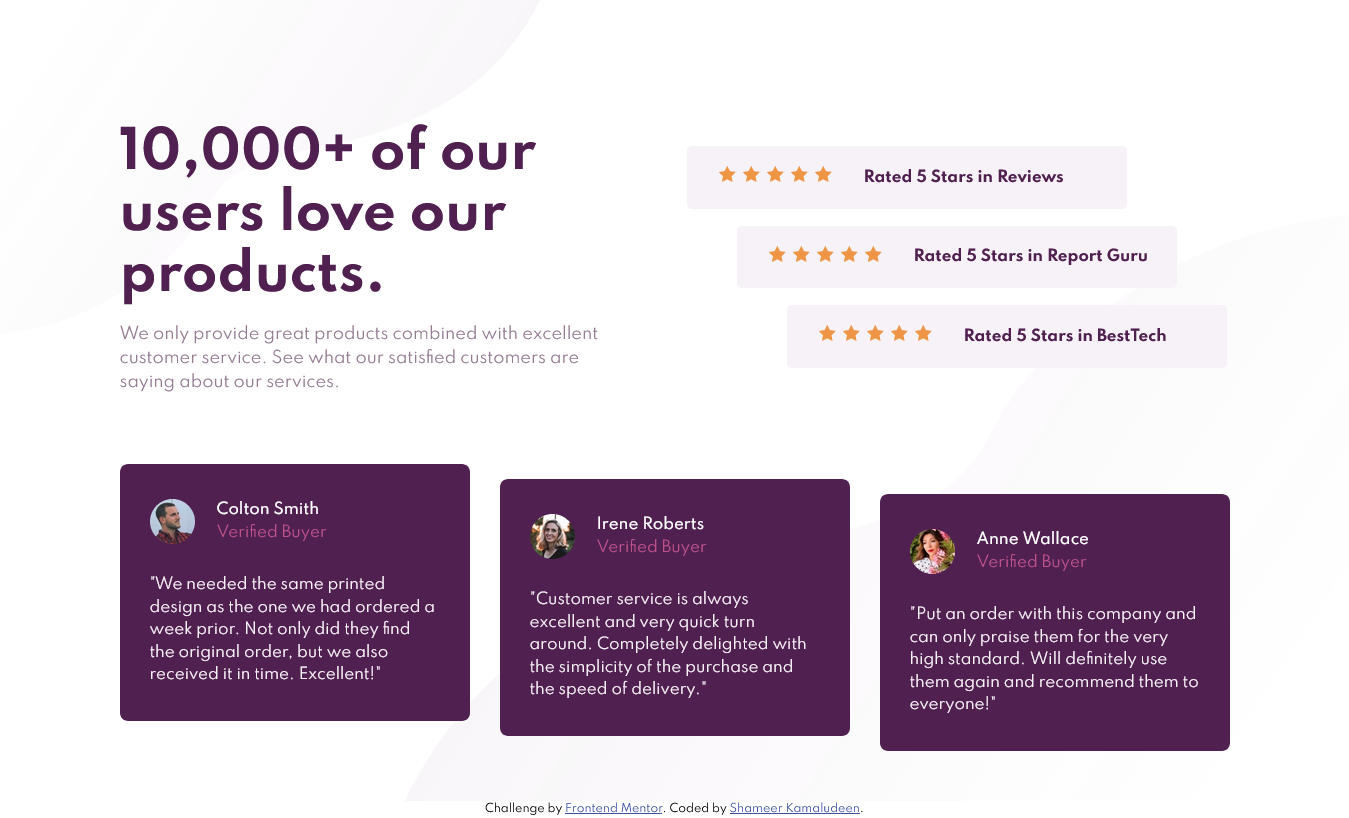 10,000+ of our
users love our
products.
We only provide great products combined with excellent
customer service. See what our satisfied customers are
saying about our services.
Rated 5 Stars in Reviews
Rated 5 Stars in Report Guru
Rated 5 Stars in BestTech
Colton Smith
Verified Buyer
"We needed the same printed
design as the one we had ordered a
week prior. Not only did they find
the original order, but we also
received it in time. Excellent!"
Irene Roberts
Verified Buyer
"Customer service is always
excellent and very quick turn
around. Completely delighted with
the simplicity of the purchase and
the speed of delivery."
Anne Wallace
Verified Buyer
"Put an order with this company and
can only praise them for the very
high standard. Will definitely use
them again and recommend them to
everyone!"
Challenge by Frontend Mentor. Coded by Shameer Kamaludeen.